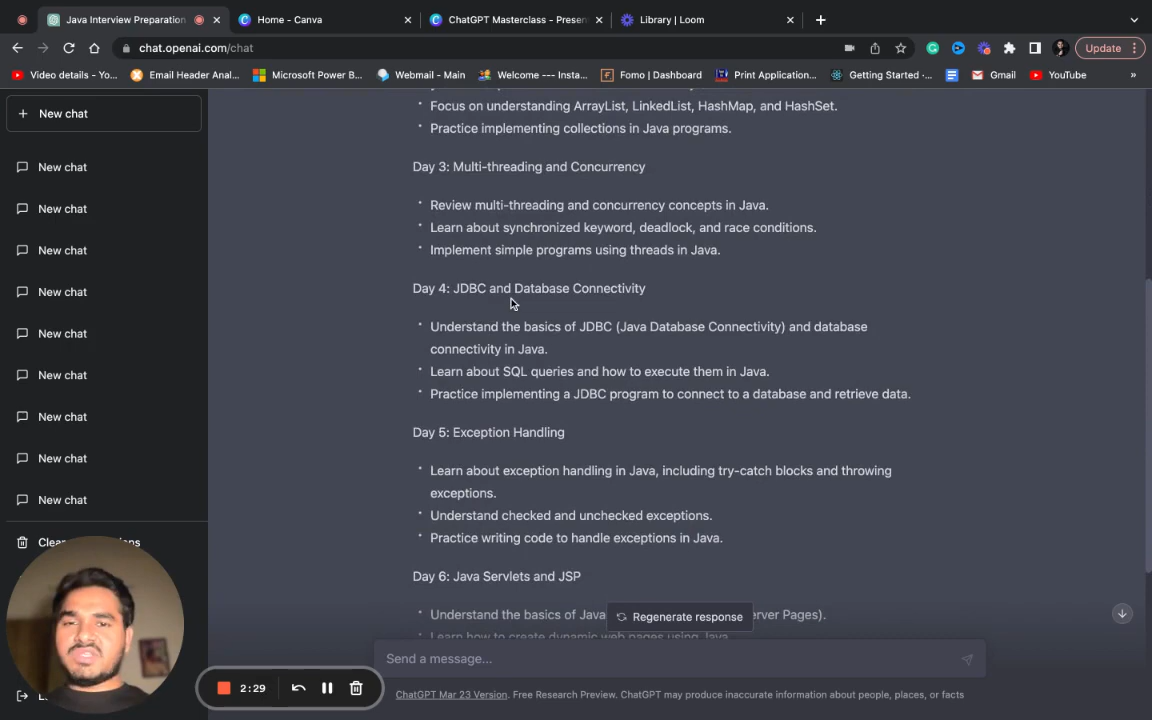 Java Interview Preparation
Home - Canva
ChatGPT Masterclass - Presen
Library | Loom
chat.openai.com/chat
Update
Video details - Yo...
Email Header Anal...
Microsoft Power B...
Webmail - Main
Welcome --- Insta...
Fomo | Dashboard
Print Application...
Getting Started -...
Gmail
YouTube
»
+ New chat
New chat
New chat
New chat
New chat
New chat
New chat
New chat
New chat
New chat
Focus on understanding ArrayList, LinkedList, HashMap, and HashSet.
Practice implementing collections in Java programs.
Day 3: Multi-threading and Concurrency
Review multi-threading and concurrency concepts in Java.
Learn about synchronized keyword, deadlock, and race conditions.
Implement simple programs using threads in Java.
Day 4: JDBC and Database Connectivity
Understand the basics of JDBC (Java Database Connectivity) and database
connectivity in Java.
Learn about SQL queries and how to execute them in Java.
Practice implementing a JDBC program to connect to a database and retrieve data.
Day 5: Exception Handling
Learn about exception handling in Java, including try-catch blocks and throwing
exceptions.
Understand checked and unchecked exceptions.
Practice writing code to handle exceptions in Java.
Day 6: Java Servlets and JSP
Understand the basics of Java erver Pages).
Learn how to create dynamic web pages using Java
Regenerate response
Send a message...
2:29
ChatGPT Mar 23 Version. Free Research Preview. ChatGPT may produce inaccurate information about people, places, or facts